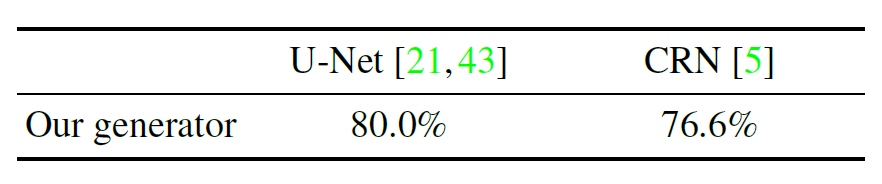 U-Net [21, 43] CRN [5]
Our generator 80.0% 76.6%